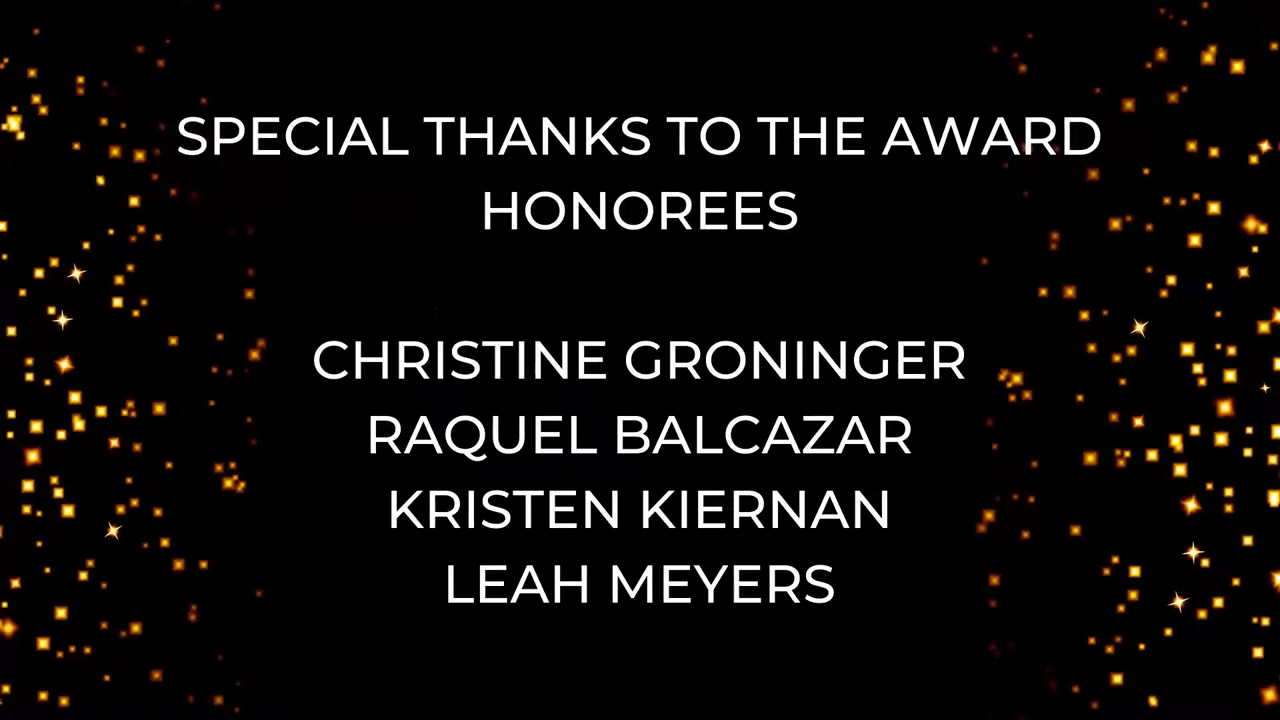 SPECIAL THANKS TO THE AWARD
HONOREES
CHRISTINE GRONINGER
RAQUEL BALCAZAR
KRISTEN KIERNAN
LEAH MEYERS